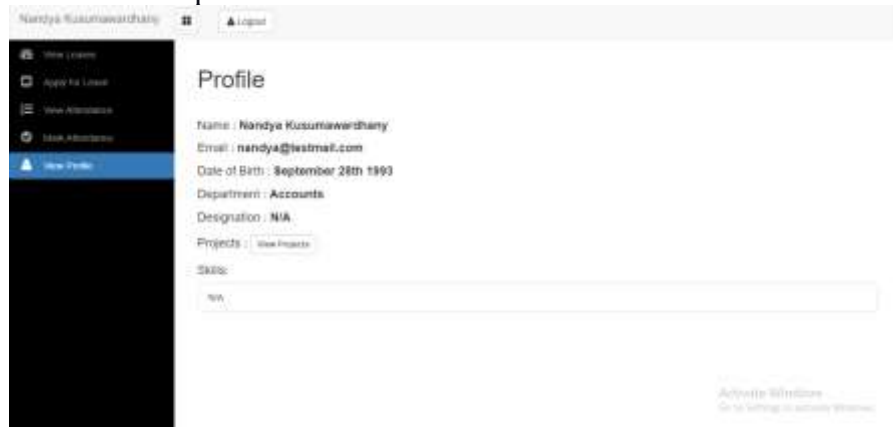 Nandya Kusumawardhany
Logout
View Leaves
Apply for Leave
View Attendance
Mark Attendance
View Profile
Profile
Name : Nandya Kusumawardhany
Email : nandya@testmail.com
Date of Birth : September 28th 1993
Department : Accounts
Designation : N/A
Projects : View Projects
Skills:
N/A
Activate Windows
Go to Settings to activate Windows.